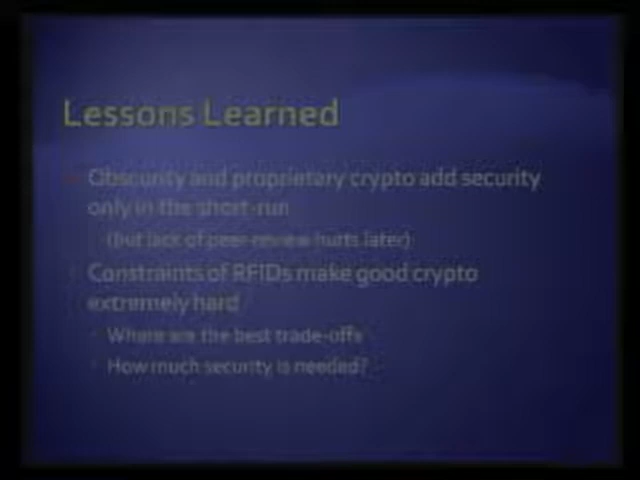 Lessons Learned
Obscurity and proprietary crypto add security
only in the short-run
(but lack of peer-review hurts later)
Constraints of RFIDs make good crypto
extremely hard
Where are the best trade-offs
How much security is needed?